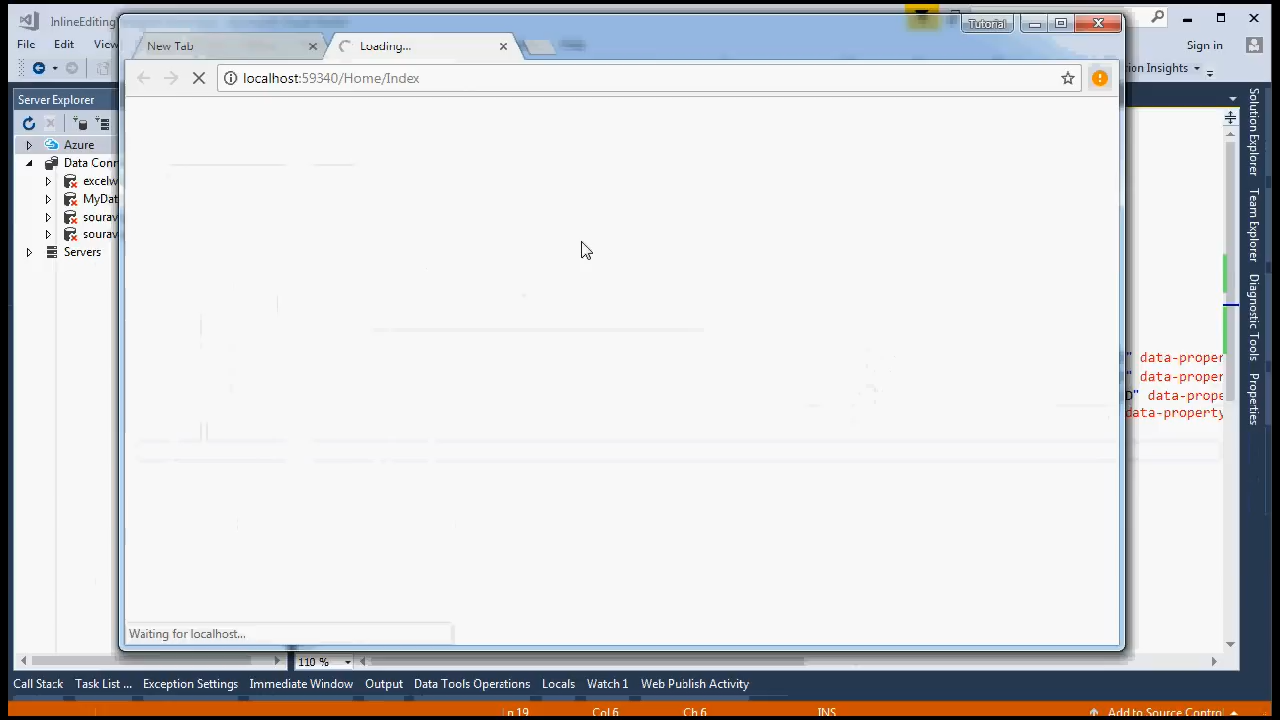 InlineEditing
Tutorial
File Edit View
New Tab
Loading...
Sign in
localhost:59340/Home/Index
ion Insights
Server Explorer
Azure
Data Conn
excelw
MyDat
sourav
sourav
Servers
Solution Explorer
Team Explorer
Diagnostic Tools
Properties
" data-proper
" data-proper
D" data-prope
data-property
Waiting for localhost...
110 %
Call Stack Task List ... Exception Settings Immediate Window Output Data Tools Operations Locals Watch 1 Web Publish Activity
Ln 19 Col 6 Ch 6 INS Add to Source Control